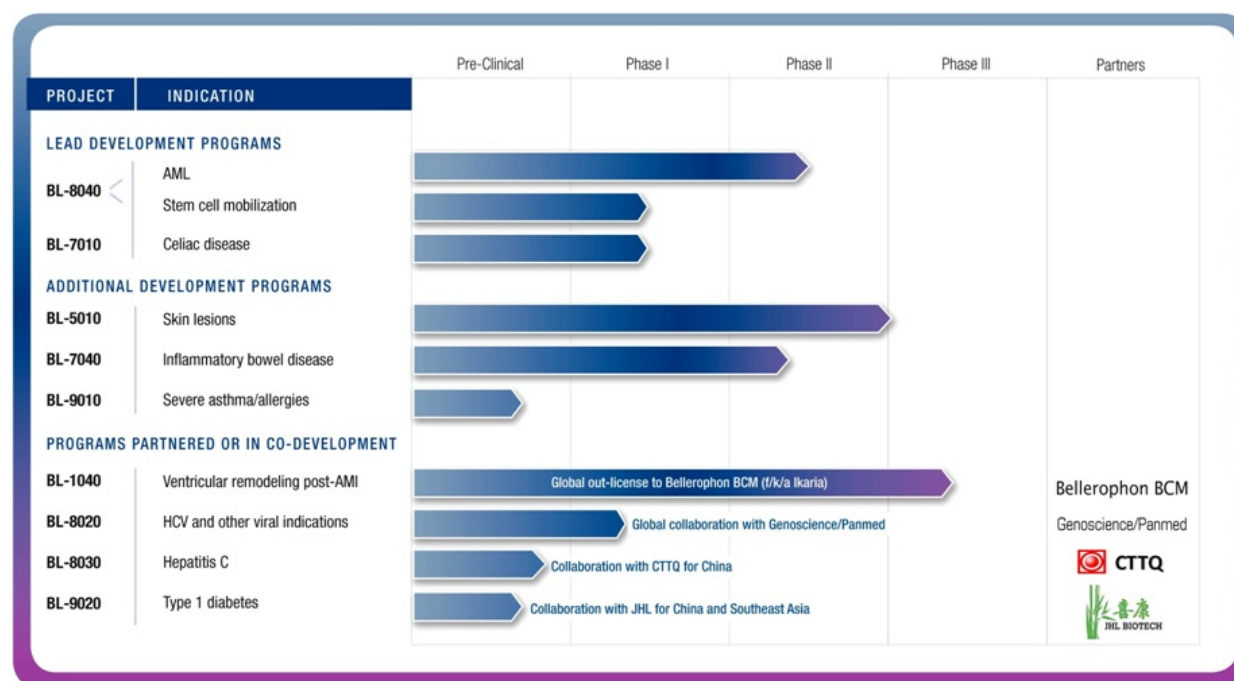 Pre-Clinical Phase I Phase II Phase III Partners
PROJECT INDICATION
LEAD DEVELOPMENT PROGRAMS
BL-8040 AML
Stem cell mobilization
BL-7010 Celiac disease
ADDITIONAL DEVELOPMENT PROGRAMS
BL-5010 Skin lesions
BL-7040 Inflammatory bowel disease
BL-9010 Severe asthma/allergies
PROGRAMS PARTNERED OR IN CO-DEVELOPMENT
BL-1040 Ventricular remodeling post-AMI Global out-license to Bellerophon BCM (f/k/a Ikaria) Bellerophon BCM
BL-8020 HCV and other viral indications Global collaboration with Genoscience/Panmed Genoscience/Panmed
BL-8030 Hepatitis C Collaboration with CTTQ for China CTTQ
BL-9020 Type 1 diabetes Collaboration with JHL for China and Southeast Asia 喜康
JHL BIOTECH